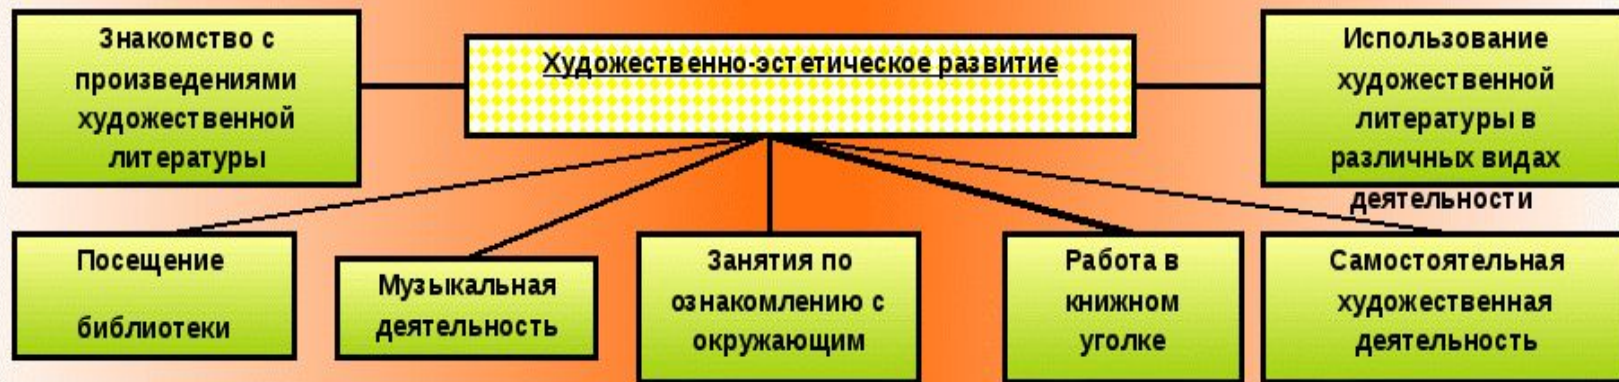 Знакомство с
произведениями
художественной
литературы
Художественно-эстетическое развитие
Использование
художественной
литературы в
различных видах
деятельности
Посещение
библиотеки
Музыкальная
деятельность
Занятия по
ознакомлению с
окружающим
Работа в
книжном
уголке
Самостоятельная
художественная
деятельность